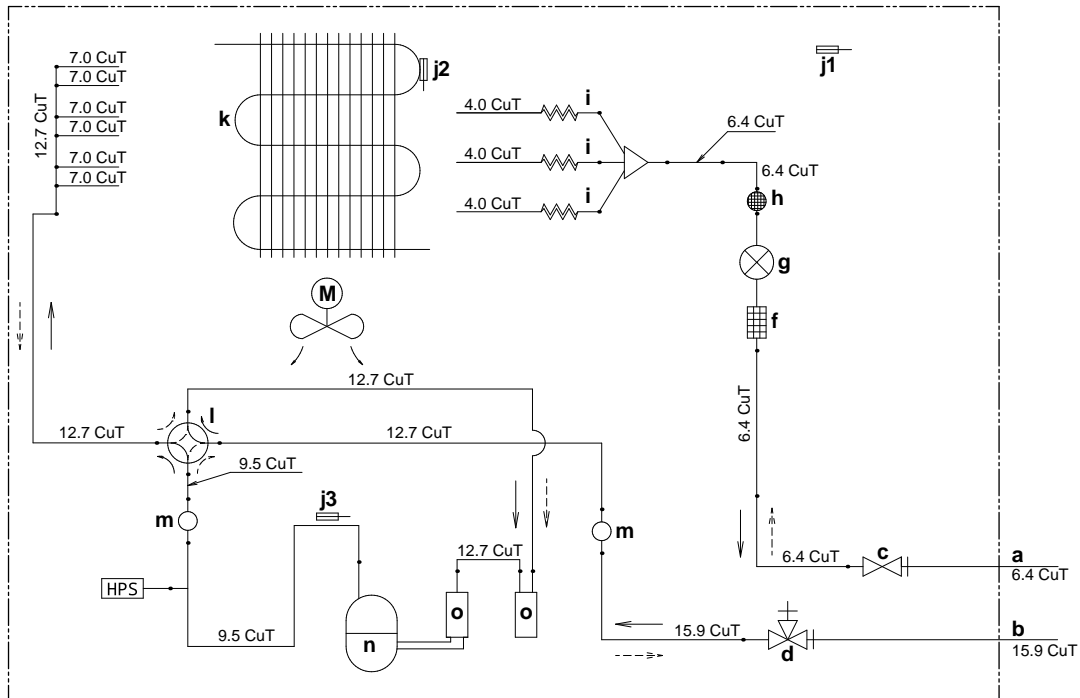 7.0 CuT
7.0 CuT
7.0 CuT
7.0 CuT
7.0 CuT
7.0 CuT
12.7 CuT
k
j2
j1
4.0 CuT
i
4.0 CuT
i
4.0 CuT
i
6.4 CuT
6.4 CuT
h
g
f
M
12.7 CuT
l
12.7 CuT
12.7 CuT
9.5 CuT
6.4 CuT
m
j3
m
HPS
12.7 CuT
o
o
n
9.5 CuT
6.4 CuT
c
a
6.4 CuT
15.9 CuT
d
b
15.9 CuT